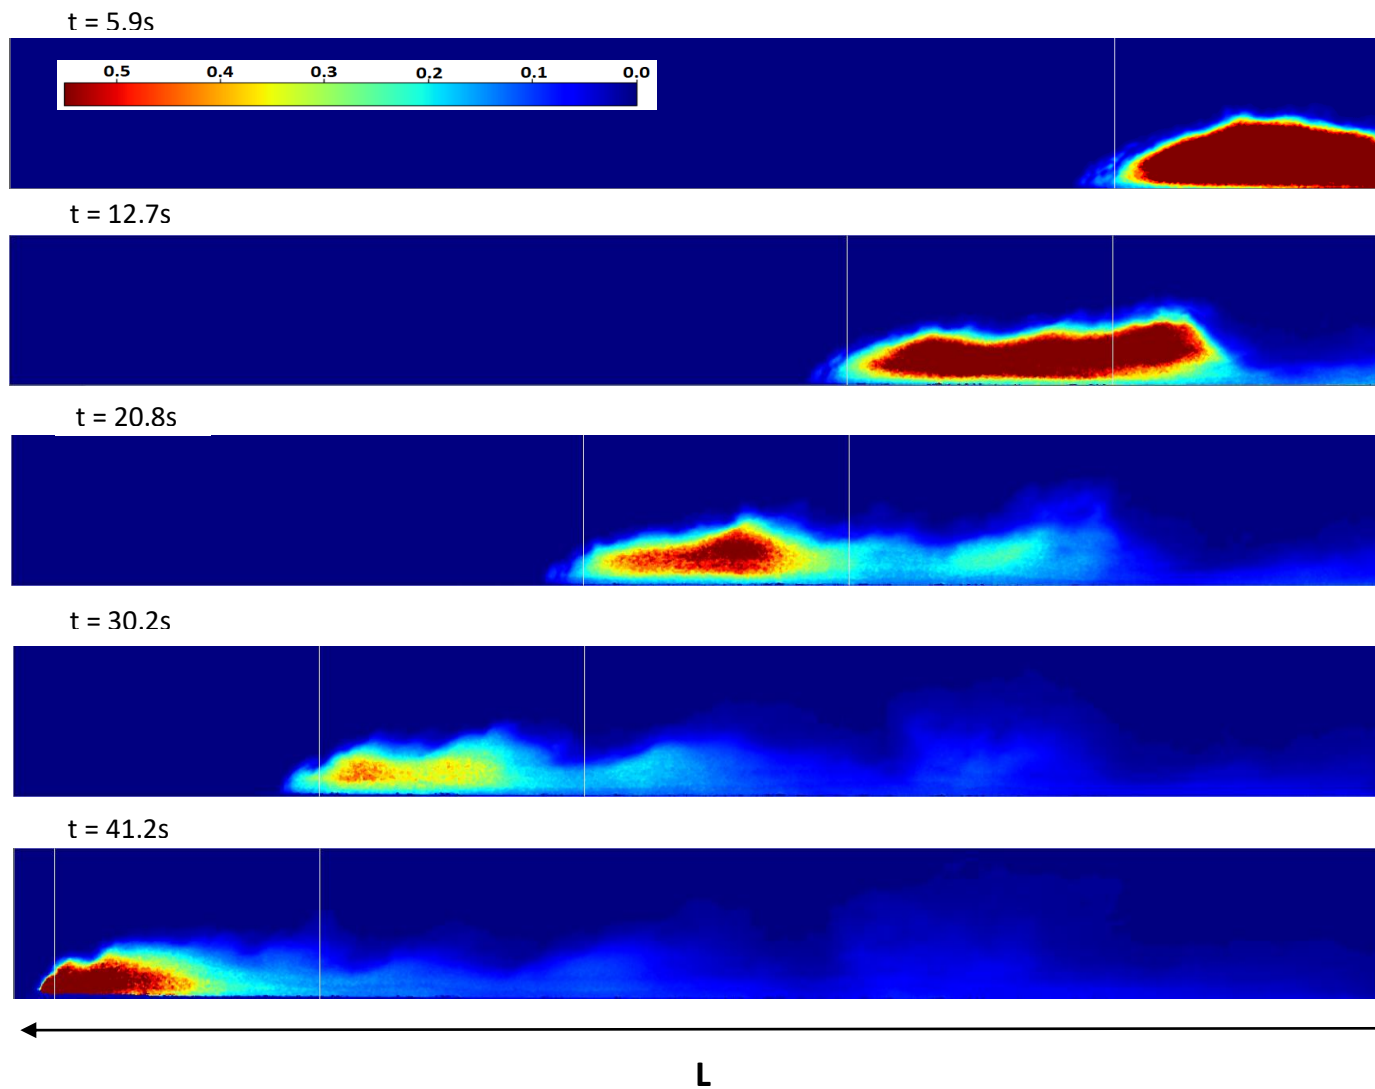 t = 5.9s
0.5 0.4 0.3 0.2 0.1 0.0
t = 12.7s
t = 20.8s
t = 30.2s
t = 41.2s
L